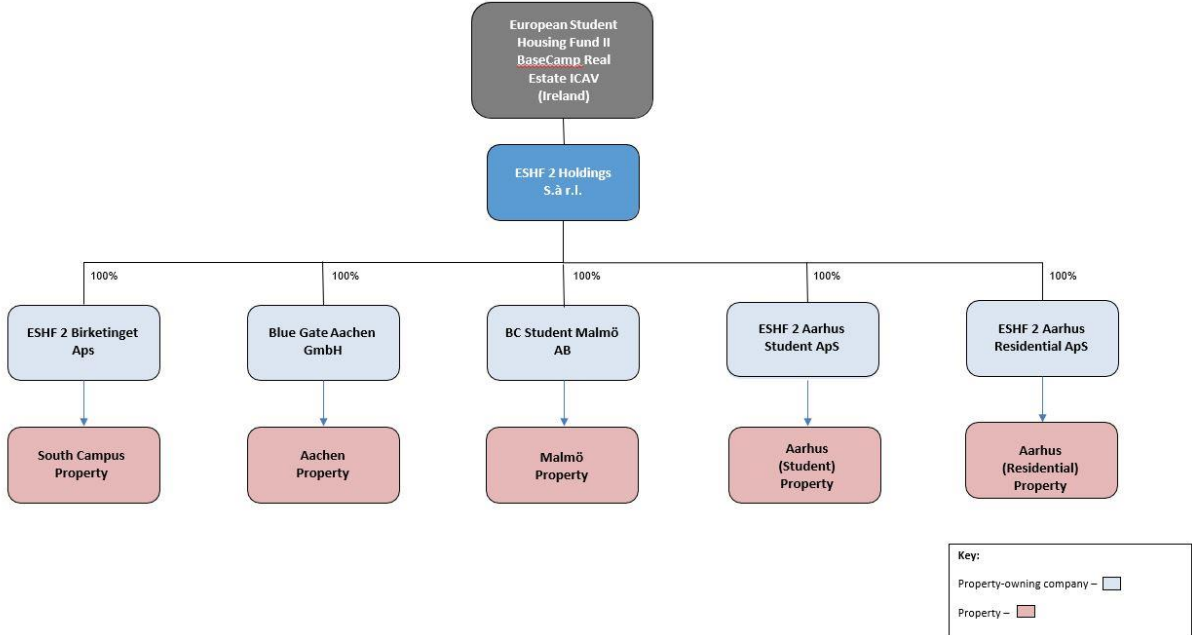 European Student
Housing Fund II
BaseCamp Real
Estate ICAV
(Ireland)
ESHF 2 Holdings
S.à r.l.
100%
100%
100%
100%
100%
ESHF 2 Birketinget
Aps
Blue Gate Aachen
GmbH
BC Student Malmö
AB
ESHF 2 Aarhus
Student ApS
ESHF 2 Aarhus
Residential ApS
South Campus
Property
Aachen
Property
Malmö
Property
Aarhus
(Student)
Property
Aarhus
(Residential)
Property
Key:
Property-owning company –
Property –